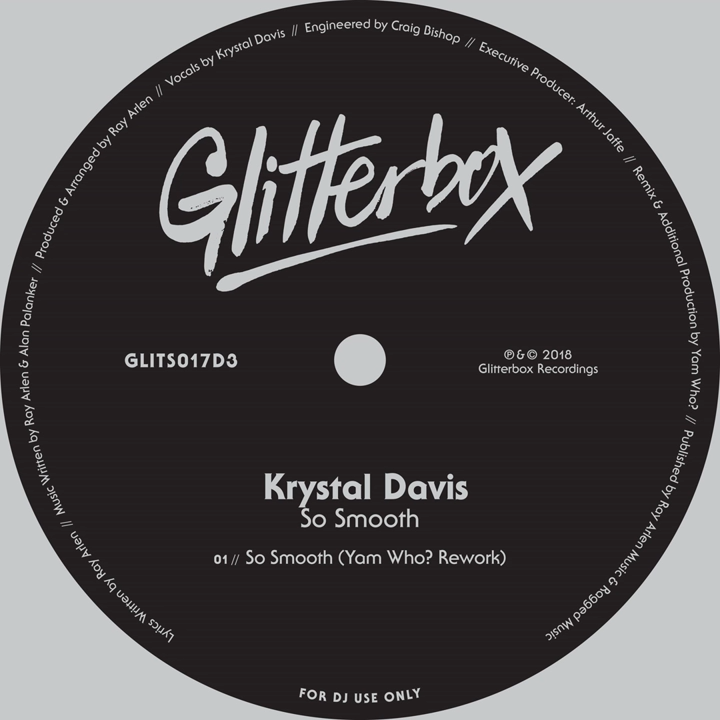 Lyrics Written by Ray Arlen // Music Written by Ray Arlen & Alan Palanker // Produced & Arranged by Ray Arlen // Vocals by Krystal Davis // Engineered by Craig Bishop // Executive Producer: Arthur Jaffe // Remix & Additional Production by Yam Who? // Published by Ray Arlen Music & Ragged Music
Glitterbox
GLITS017D3
℗ & © 2018
Glitterbox Recordings
Krystal Davis
So Smooth
01 // So Smooth (Yam Who? Rework)
FOR DJ USE ONLY